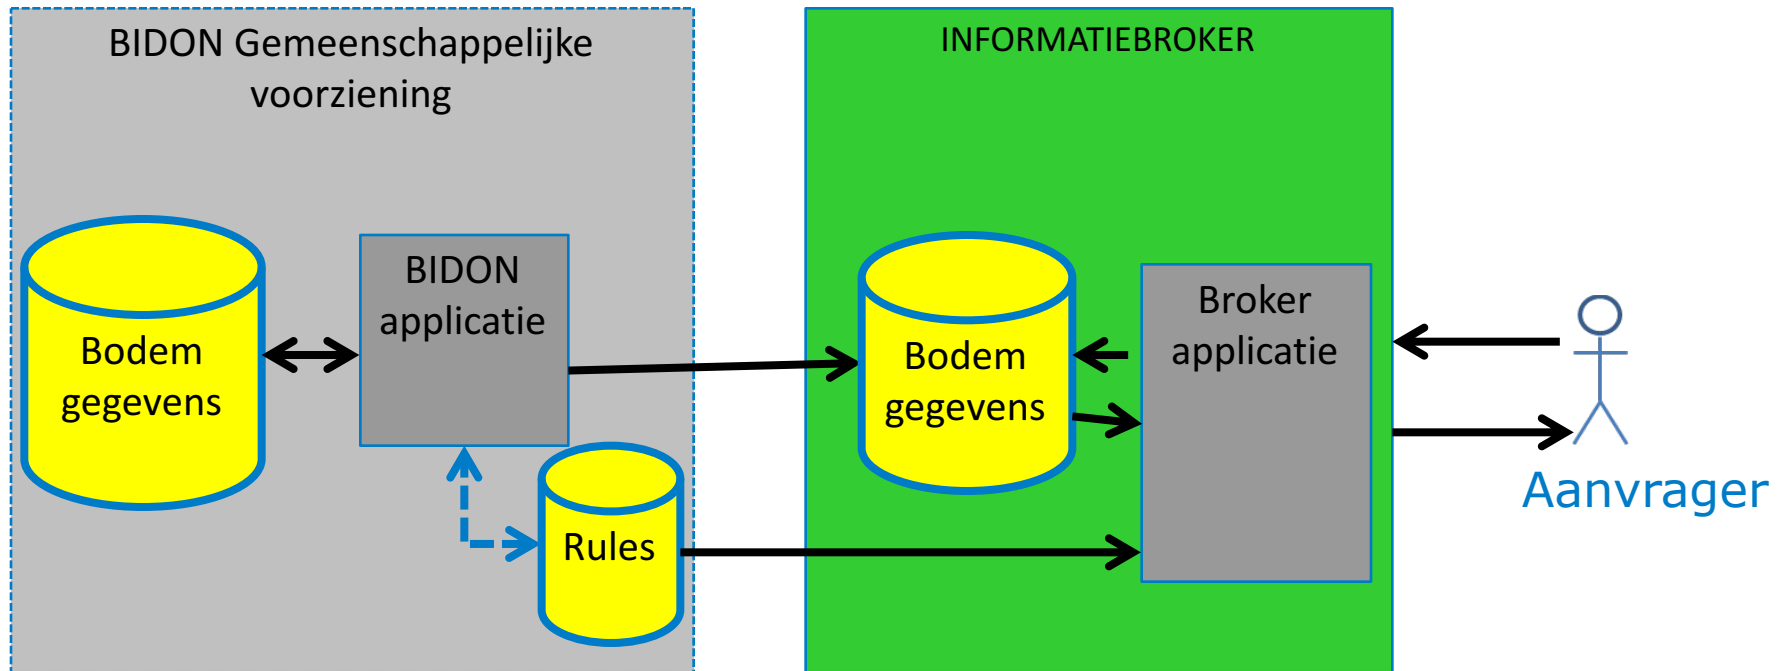 BIDON Gemeenschappelijke
voorziening
Bodem
gegevens
BIDON
applicatie
Rules
INFORMATIEBROKER
Bodem
gegevens
Broker
applicatie
Aanvrager